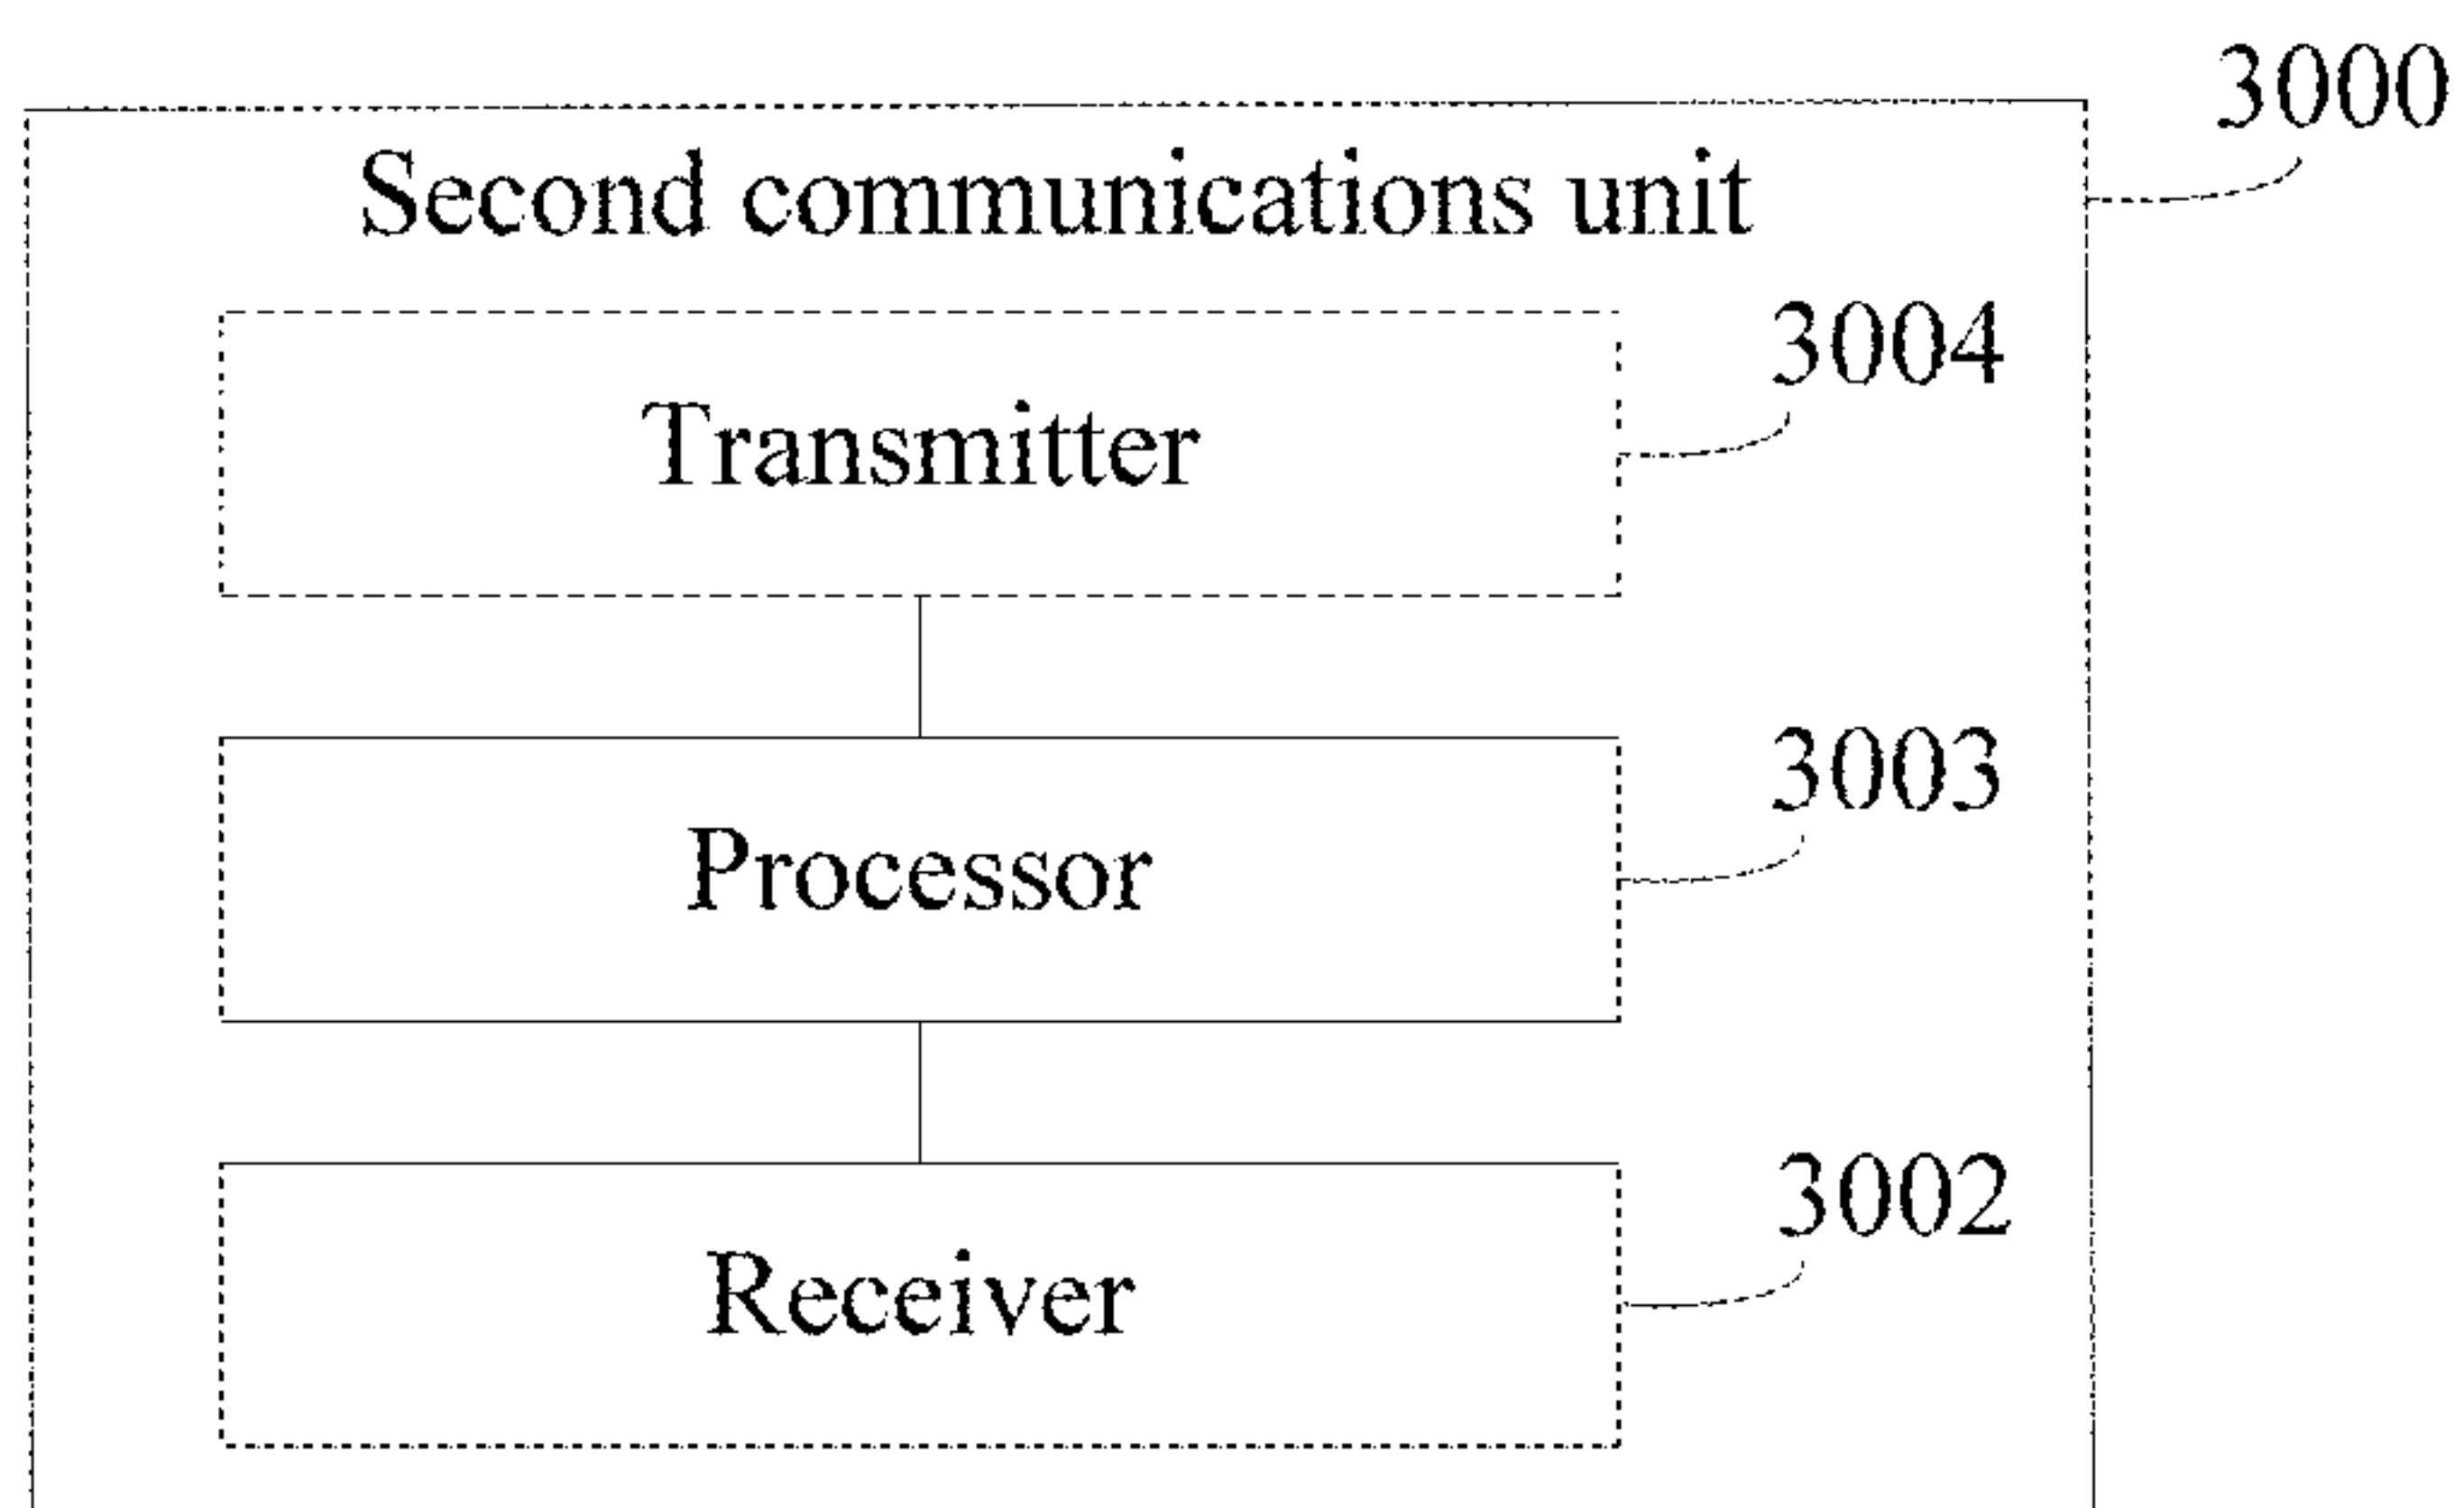 3000
Second communications unit
3004
Transmitter
3003
Processor
3002
Receiver